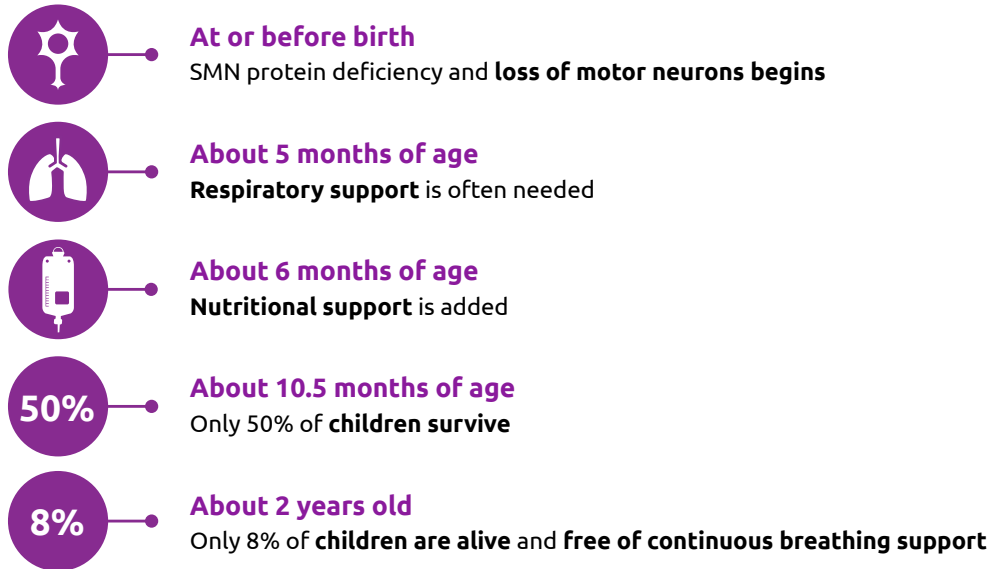 At or before birth
SMN protein deficiency and loss of motor neurons begins
About 5 months of age
Respiratory support is often needed
About 6 months of age
Nutritional support is added
50%
About 10.5 months of age
Only 50% of children survive
8%
About 2 years old
Only 8% of children are alive and free of continuous breathing support